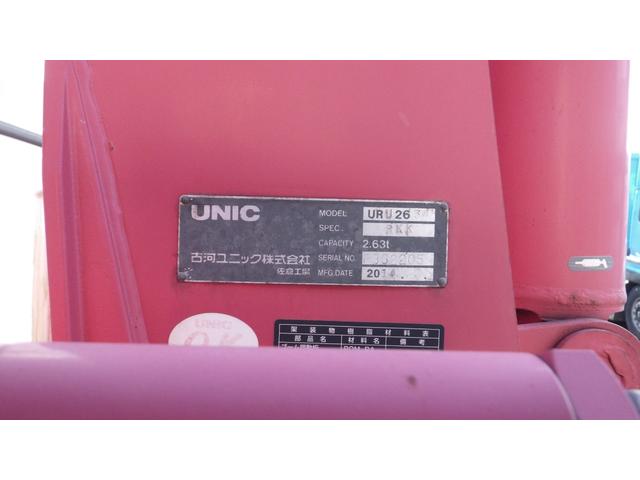 UNIC
MODEL URU26
SPEC. RKK
CAPACITY 2.63t
古河ユニック株式会社
佐倉工場
SERIAL NO.
MFG.DATE 2014.
UNIC
OK
架装物樹脂材料表
部品名 材料名 備考